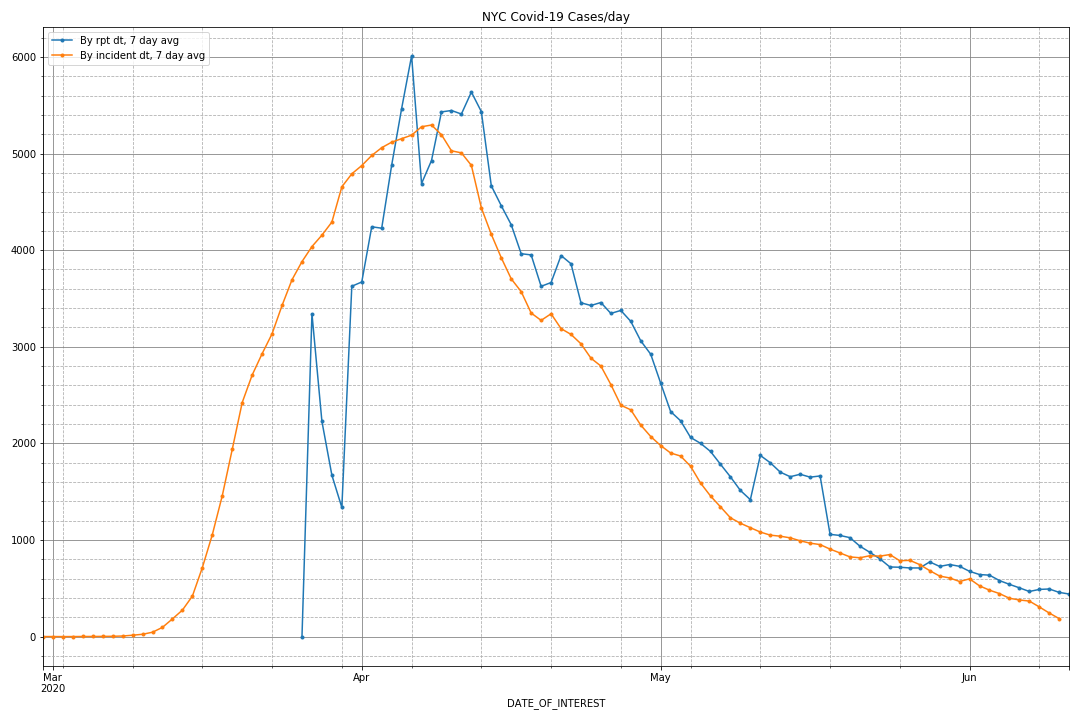 NYC Covid-19 Cases/day
By rpt dt, 7 day avg
By incident dt, 7 day avg
6000
5000
4000
3000
2000
1000
0
Mar Apr May Jun
2020
DATE_OF_INTEREST